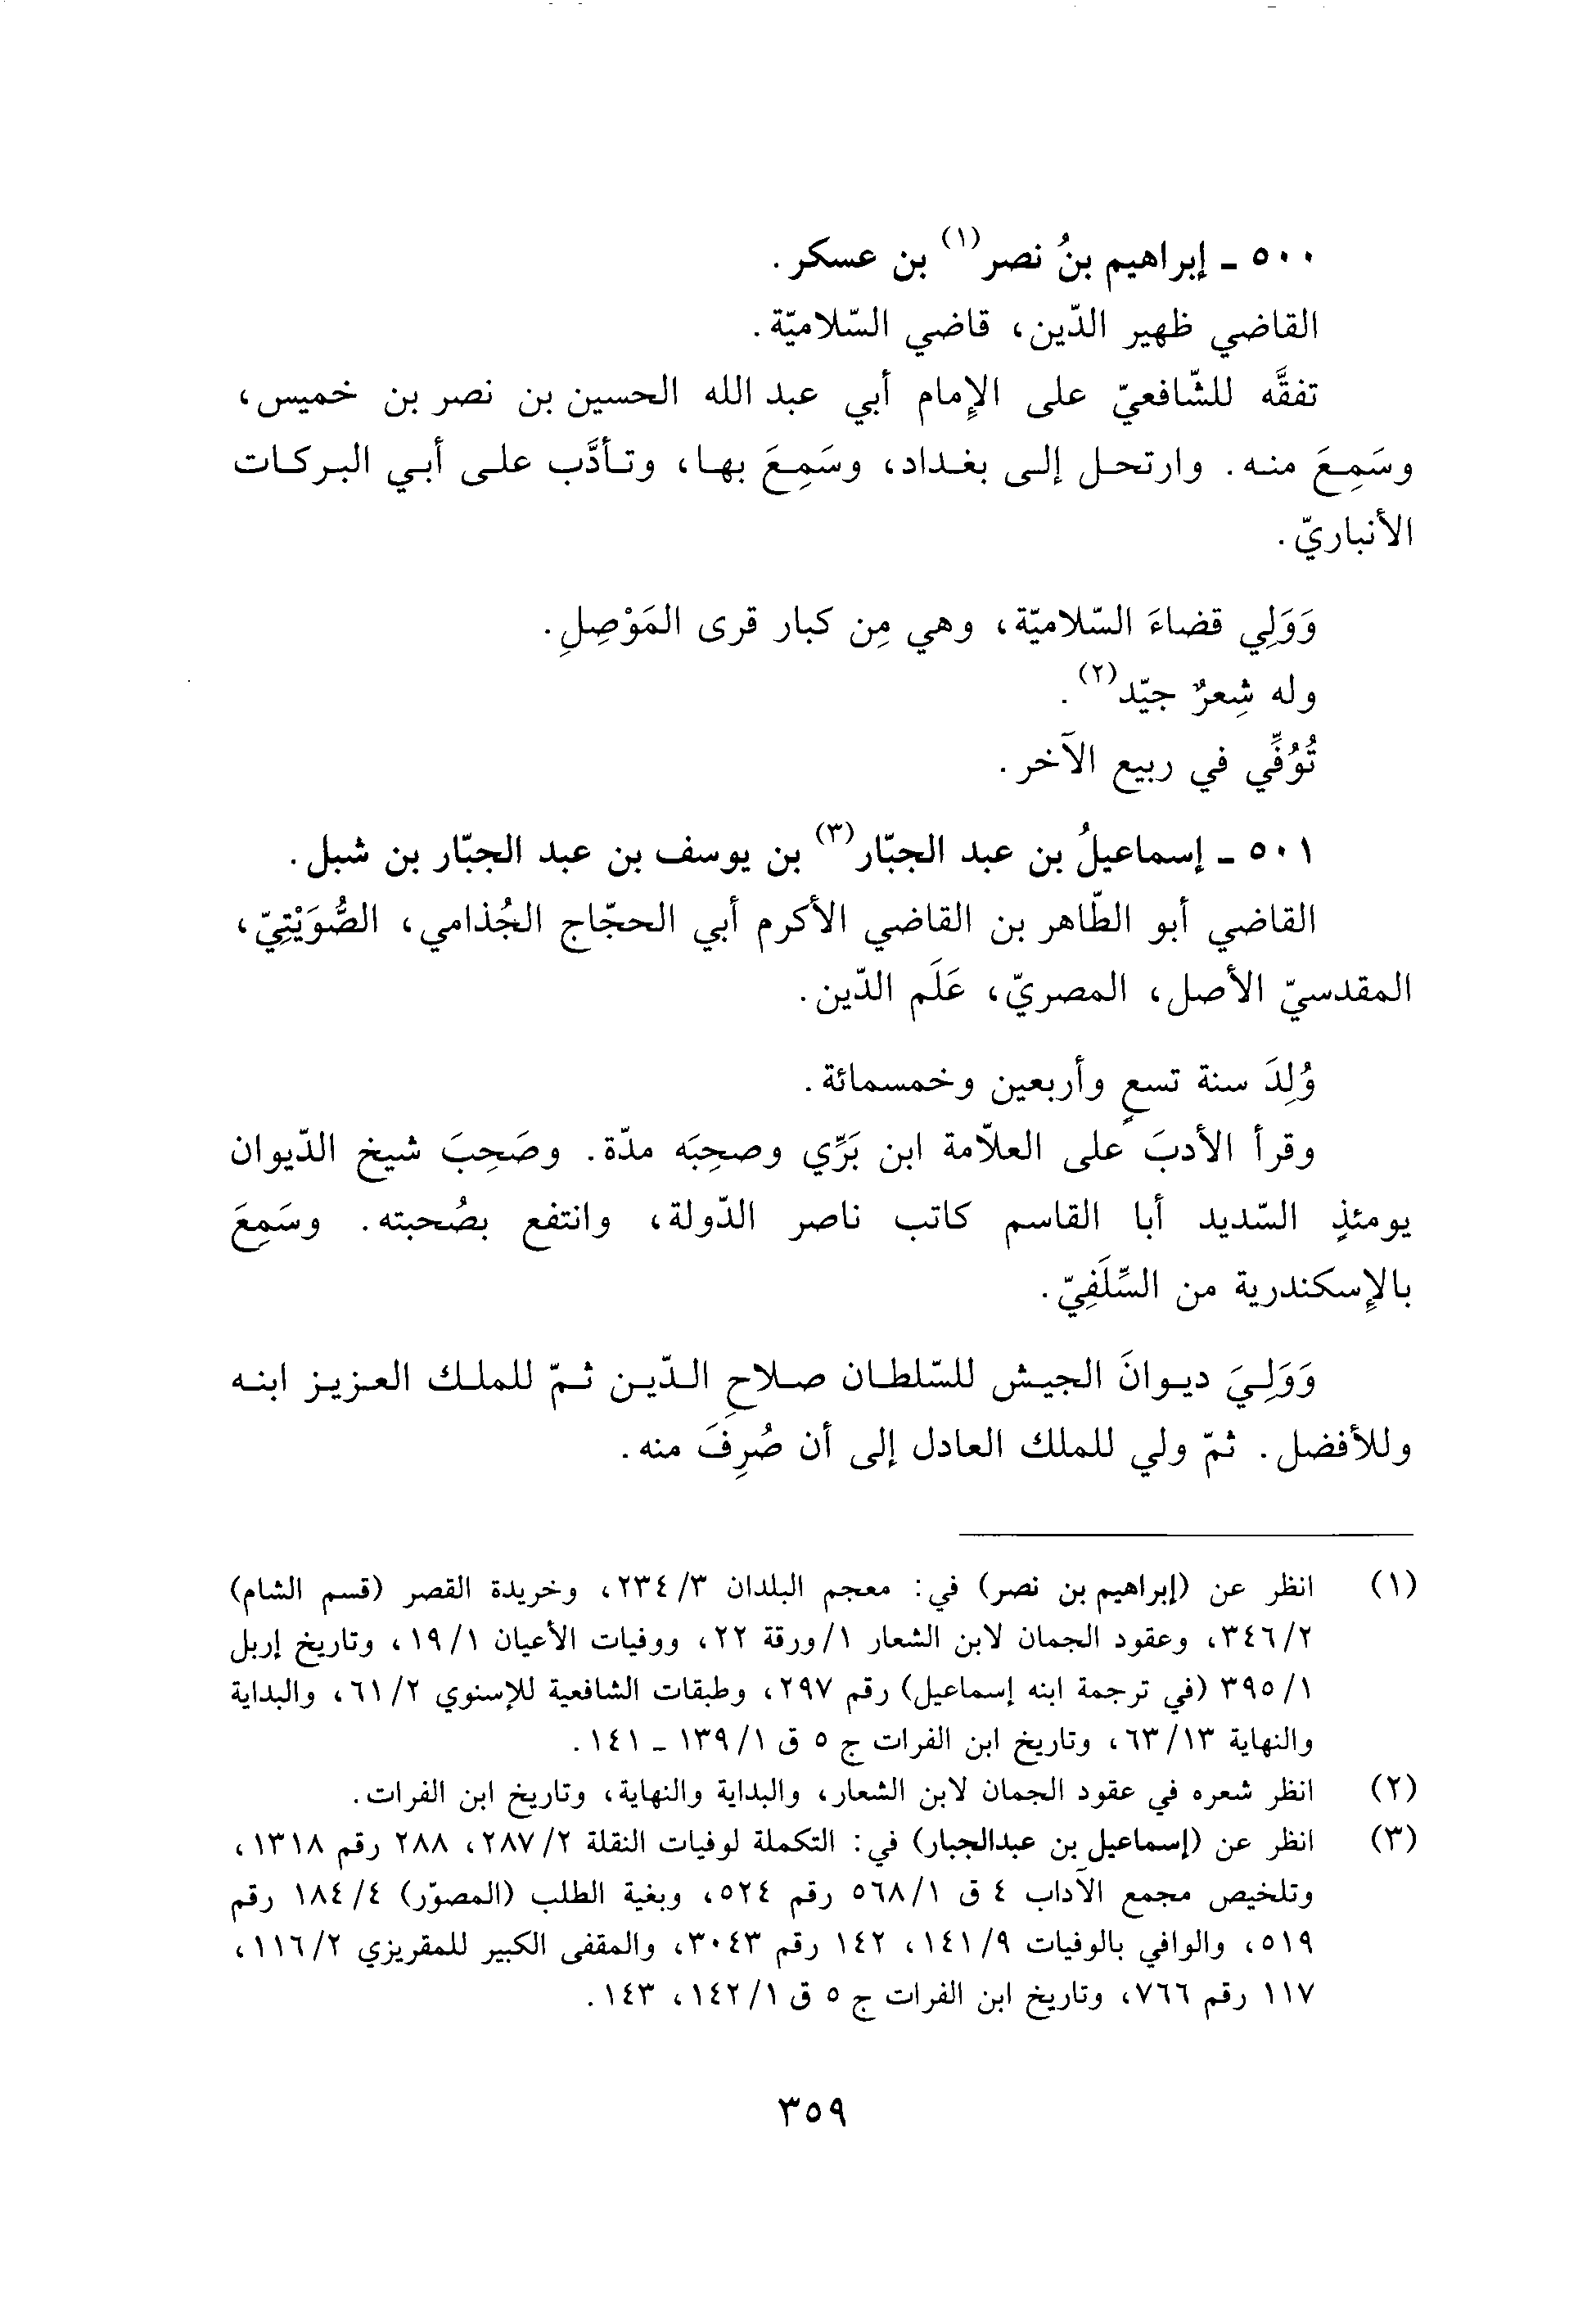 ٥٠٠ ـ إبراهيم بنُ نصر(١) بن عسكر.
القاضي ظهير الدّين، قاضي السّلاميّة.
تفقَّه للشّافعيّ على الإمام أبي عبد الله الحسين بن نصر بن خميس،
وسَمِعَ منه. وارتحل إلى بغداد، وسَمِعَ بها، وتأدَّب على أبي البركات
الأنباريّ.
وَوَلِي قضاءَ السّلاميّة، وهي مِن كبار قرى المَوْصِلِ.
وله شِعرٌ جيّد(٢).
تُوُفِّي في ربيع الآخر.
٥٠١ ـ إسماعيلُ بن عبد الجبّار(٣) بن يوسف بن عبد الجبّار بن شبل.
القاضي أبو الطّاهر بن القاضي الأكرم أبي الحجّاج الجُذامي، الصُّوَيْتِيّ،
المقدسيّ الأصل، المصريّ، عَلَم الدّين.
وُلِدَ سنة تسعٍ وأربعين وخمسمائة.
وقرأ الأدبَ على العلاّمة ابن بَرِّي وصحِبَه مدّة. وصَحِبَ شيخ الدّيوان
يومئذٍ السّديد أبا القاسم كاتب ناصر الدّولة، وانتفع بصُحبته. وسَمِعَ
بالإسكندرية من السِّلَفِيّ.
وَوَلِيَ ديوانَ الجيش للسّلطان صلاحِ الدّين ثمّ للملك العزيز ابنه
وللأفضل. ثمّ ولي للملك العادل إلى أن صُرِفَ منه.
(١) انظر عن (إبراهيم بن نصر) في: معجم البلدان ٣/ ٢٣٤، وخريدة القصر (قسم الشام)
٢/ ٣٤٦، وعقود الجمان لابن الشعار ١/ ورقة ٢٢، ووفيات الأعيان ١/ ١٩، وتاريخ إربل
١/ ٣٩٥ (في ترجمة ابنه إسماعيل) رقم ٢٩٧، وطبقات الشافعية للإسنوي ٢/ ٦١، والبداية
والنهاية ١٣/ ٦٣، وتاريخ ابن الفرات ج ٥ ق ١/ ١٣٩ ـ ١٤١.
(٢) انظر شعره في عقود الجمان لابن الشعار، والبداية والنهاية، وتاريخ ابن الفرات.
(٣) انظر عن (إسماعيل بن عبدالجبار) في: التكملة لوفيات النقلة ٢/ ٢٨٧، ٢٨٨ رقم ١٣١٨،
وتلخيص مجمع الآداب ٤ ق ١/ ٥٦٨ رقم ٥٢٤، وبغية الطلب (المصوّر) ٤/ ١٨٤ رقم
٥١٩، والوافي بالوفيات ٩/ ١٤١، ١٤٢ رقم ٣٠٤٣، والمقفى الكبير للمقريزي ٢/ ١١٦،
١١٧ رقم ٧٦٦، وتاريخ ابن الفرات ج ٥ ق ١/ ١٤٢، ١٤٣.
٣٥٩